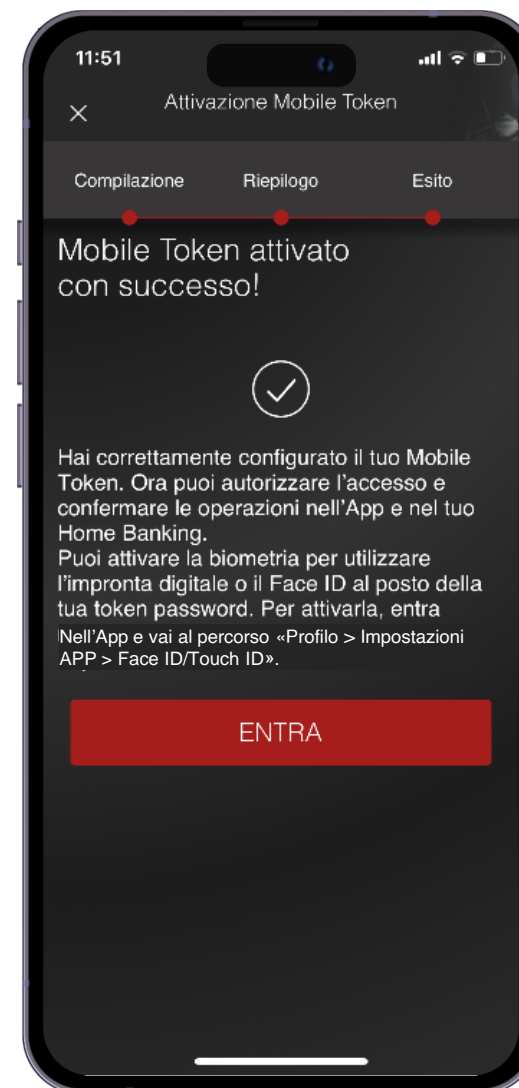 11:51
Attivazione Mobile Token
Compilazione Riepilogo Esito
Mobile Token attivato
con successo!
Hai correttamente configurato il tuo Mobile
Token. Ora puoi autorizzare l'accesso e
confermare le operazioni nell'App e nel tuo
Home Banking.
Puoi attivare la biometria per utilizzare
l'impronta digitale o il Face ID al posto della
tua token password. Per attivarla, entra
Nell'App e vai al percorso «Profilo > Impostazioni
APP > Face ID/Touch ID».
ENTRA